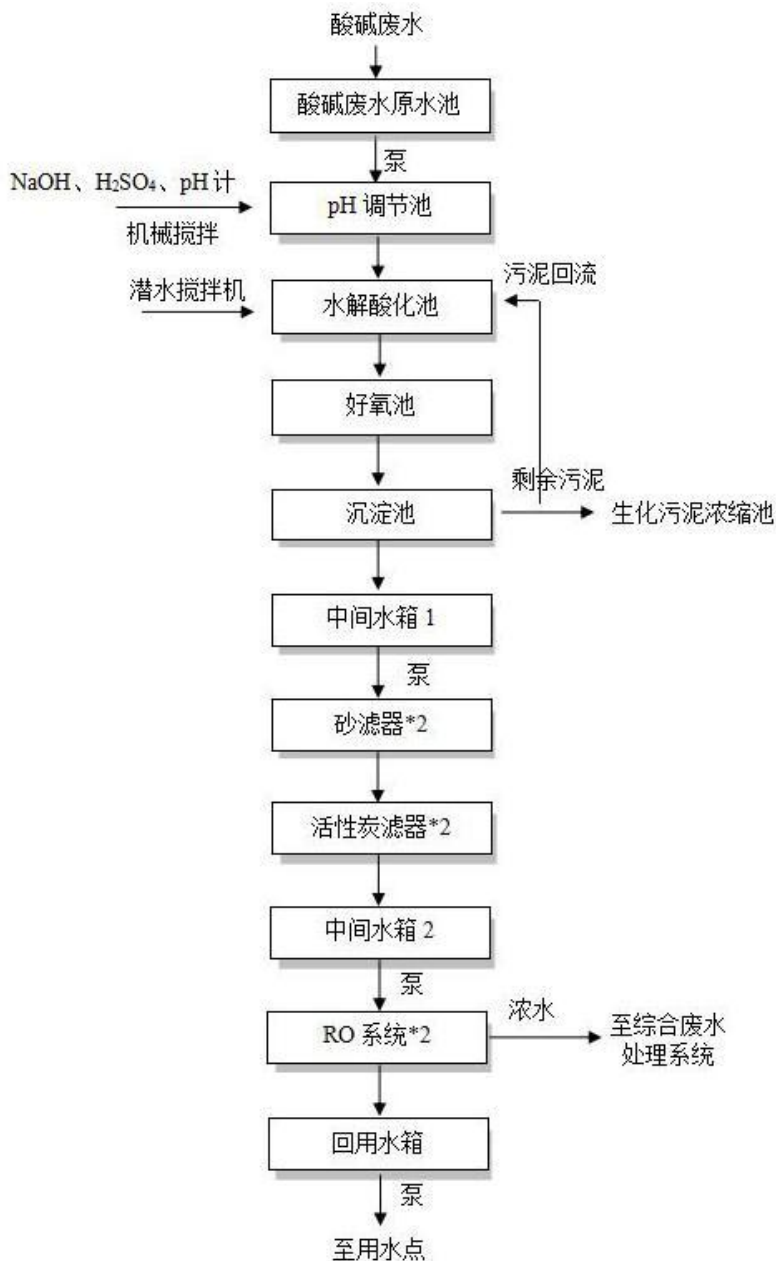 酸碱废水
酸碱废水原水池
泵
NaOH、H₂SO₄、pH 计
机械搅拌
pH 调节池
潜水搅拌机
水解酸化池
污泥回流
好氧池
剩余污泥
沉淀池
生化污泥浓缩池
中间水箱 1
泵
砂滤器*2
活性炭滤器*2
中间水箱 2
泵
浓水
RO 系统*2
至综合废水
处理系统
回用水箱
泵
至用水点